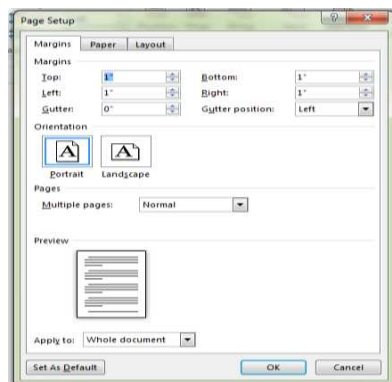 Page Setup
Margins Paper Layout
Margins
Top: 1" Bottom: 1"
Left: 1" Right: 1"
Gutter: 0" Gutter position: Left
Orientation
A A
Portrait Landscape
Pages
Multiple pages: Normal
Preview
Apply to: Whole document
Set As Default OK Cancel